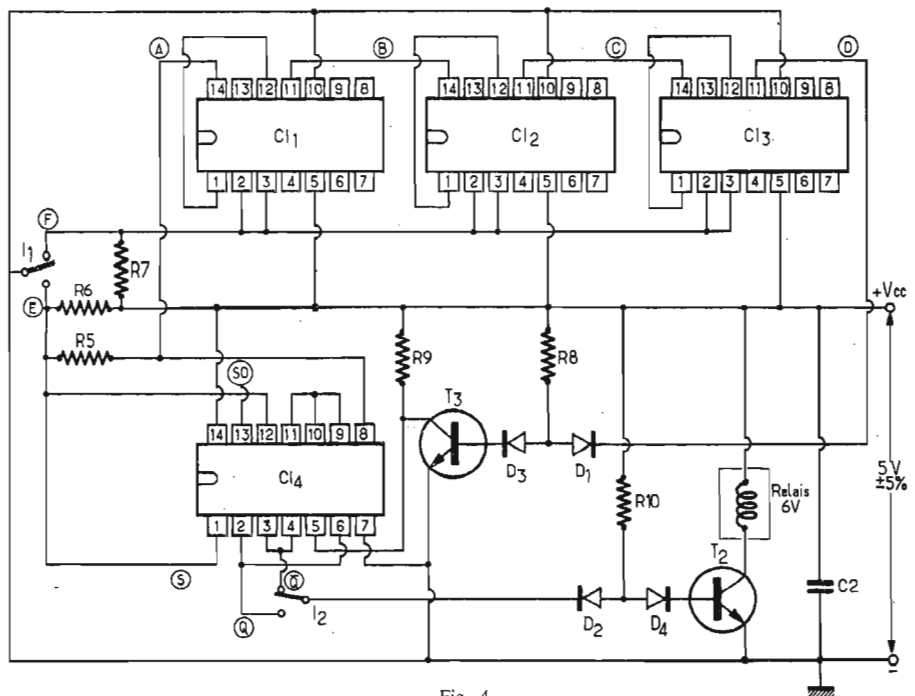 A B C D
14 13 12 11 10 9 8
14 13 12 11 10 9 8
14 13 12 11 10 9 8
CI1 CI2 CI3
1 2 3 4 5 6 7
1 2 3 4 5 6 7
1 2 3 4 5 6 7
F
I1
R7
E
R6
+Vcc
R5
R9
R8
SO
T3
14 13 12 11 10 9 8
D3
D1
5V
±5%
Relais
6V
CI4
R10
1 2 3 4 5 6 7
T2
S
Q̅
C2
I2
Q
D2
D4
-
Fig. 4